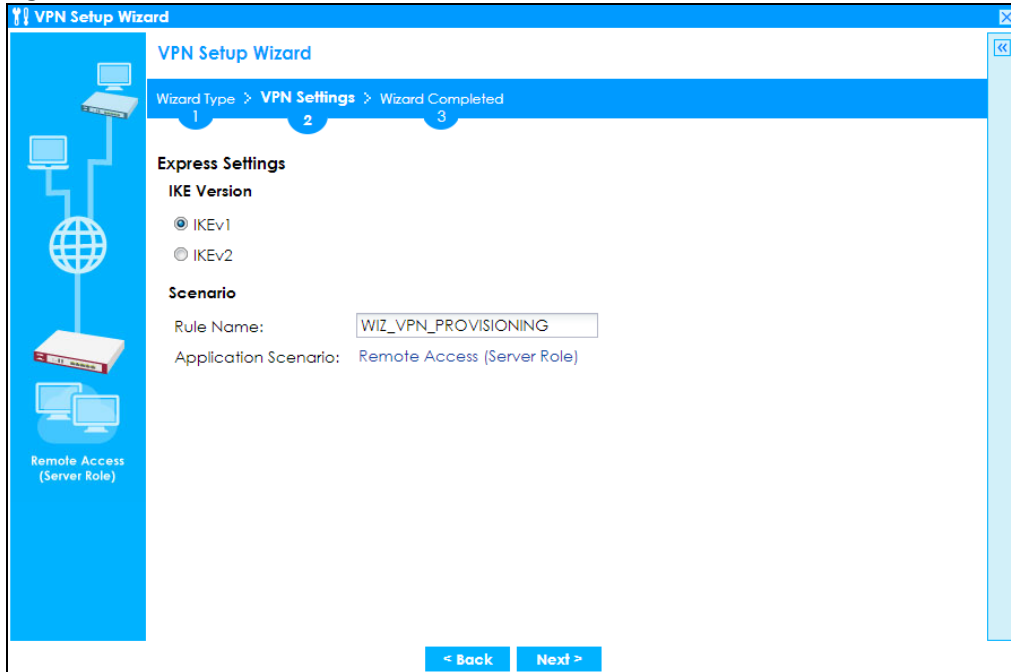 VPN Setup Wizard
VPN Setup Wizard
Wizard Type > VPN Settings > Wizard Completed
1 2 3
Express Settings
IKE Version
IKEv1
IKEv2
Scenario
Rule Name: WIZ_VPN_PROVISIONING
Application Scenario: Remote Access (Server Role)
Remote Access
(Server Role)
< Back Next >